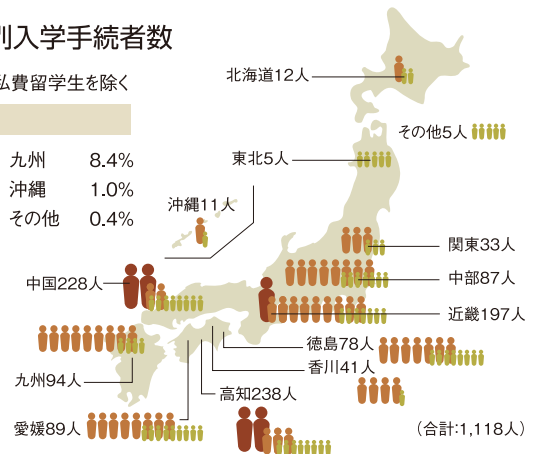 別入学手続者数
私費留学生を除く
九州 8.4%
沖縄 1.0%
その他 0.4%
北海道12人
その他5人
東北5人
沖縄11人
関東33人
中国228人
中部87人
近畿197人
徳島78人
香川41人
九州94人
高知238人
愛媛89人
(合計:1,118人)